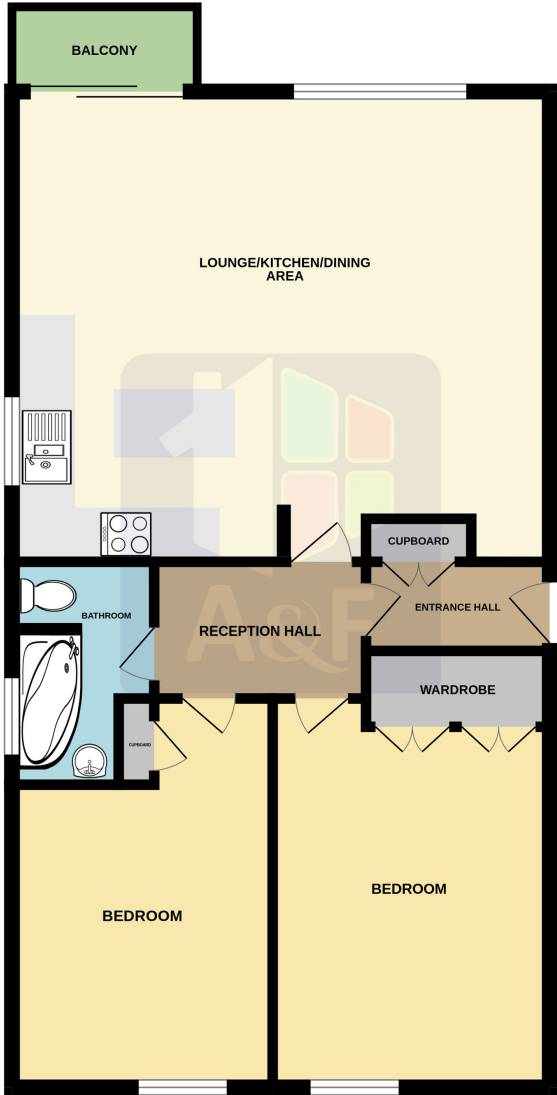 BALCONY
LOUNGE/KITCHEN/DINING
AREA
CUPBOARD
BATHROOM
ENTRANCE HALL
RECEPTION HALL
A&F
WARDROBE
CUPBOARD
BEDROOM
BEDROOM